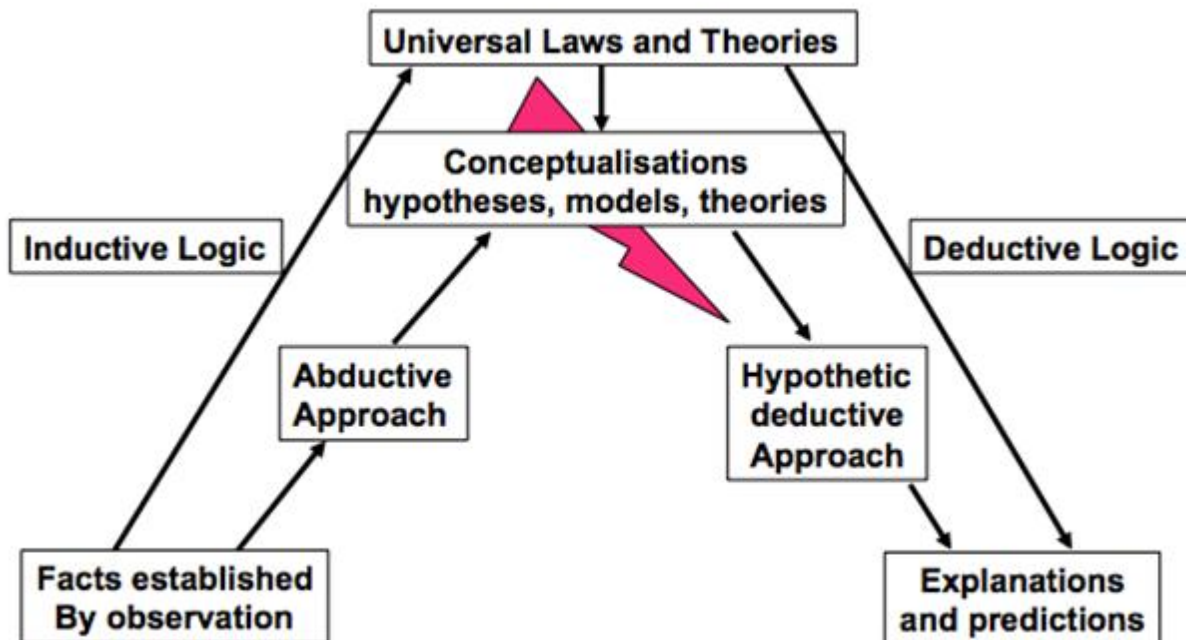 Universal Laws and Theories
Conceptualisations
hypotheses, models, theories
Inductive Logic
Deductive Logic
Abductive
Approach
Hypothetic
deductive
Approach
Facts established
By observation
Explanations
and predictions